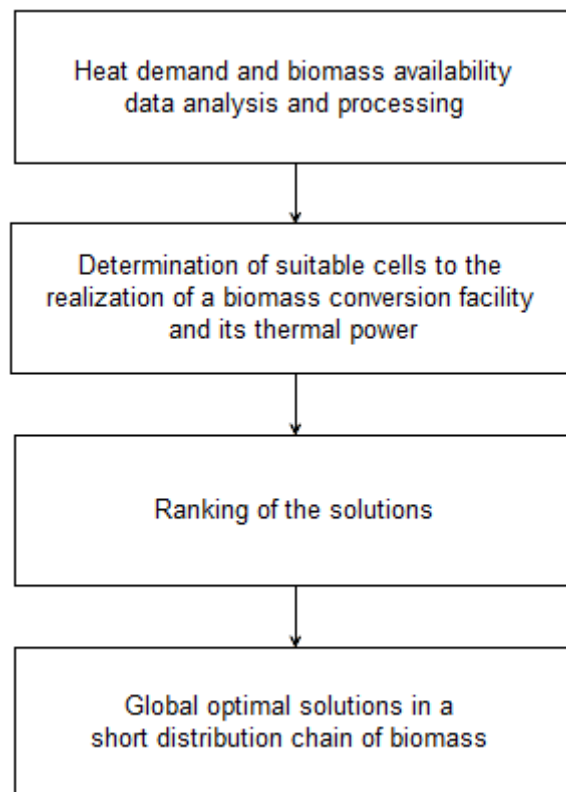 Heat demand and biomass availability
data analysis and processing
Determination of suitable cells to the
realization of a biomass conversion facility
and its thermal power
Ranking of the solutions
Global optimal solutions in a
short distribution chain of biomass